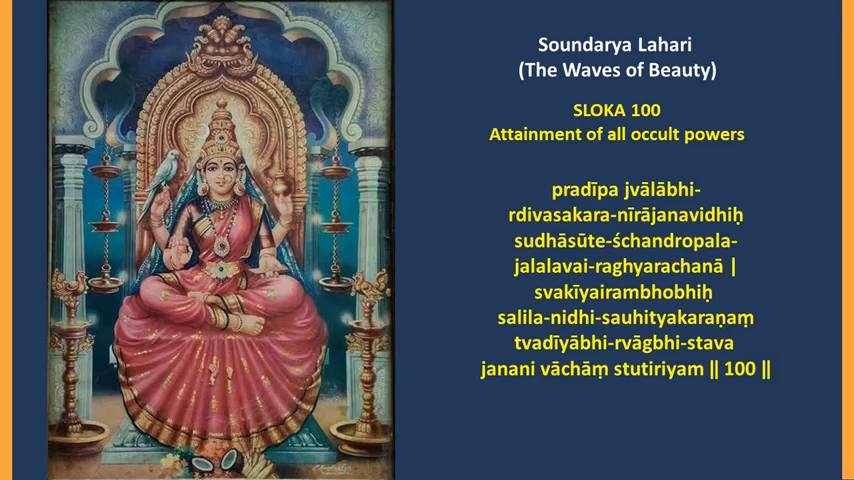 Soundarya Lahari
(The Waves of Beauty)
SLOKA 100
Attainment of all occult powers
pradīpa jvālābhi-
rdivasakara-nīrājanavidhiḥ
sudhāsūte-śchandropala-
jalalavai-raghyarachanā |
svakīyairambhobhiḥ
salila-nidhi-sauhityakaraṇaṃ
tvadīyābhi-rvāgbhi-stava
janani vāchāṃ stutiriyam || 100 ||